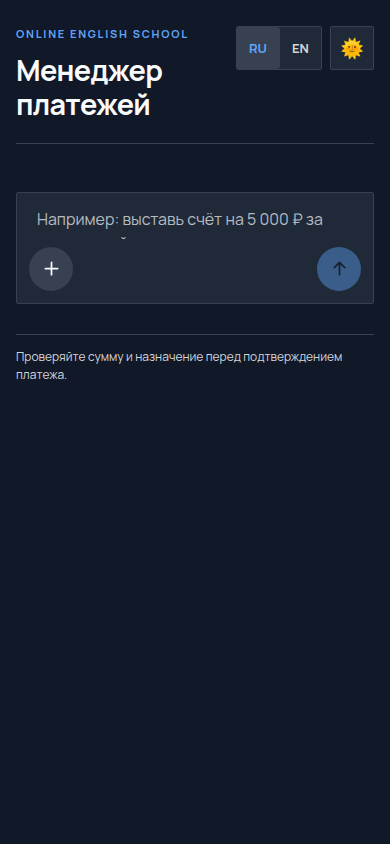 ONLINE ENGLISH SCHOOL
Менеджер
платежей
RU
EN
Например: выставь счёт на 5 000 ₽ за
Проверяйте сумму и назначение перед подтверждением
платежа.